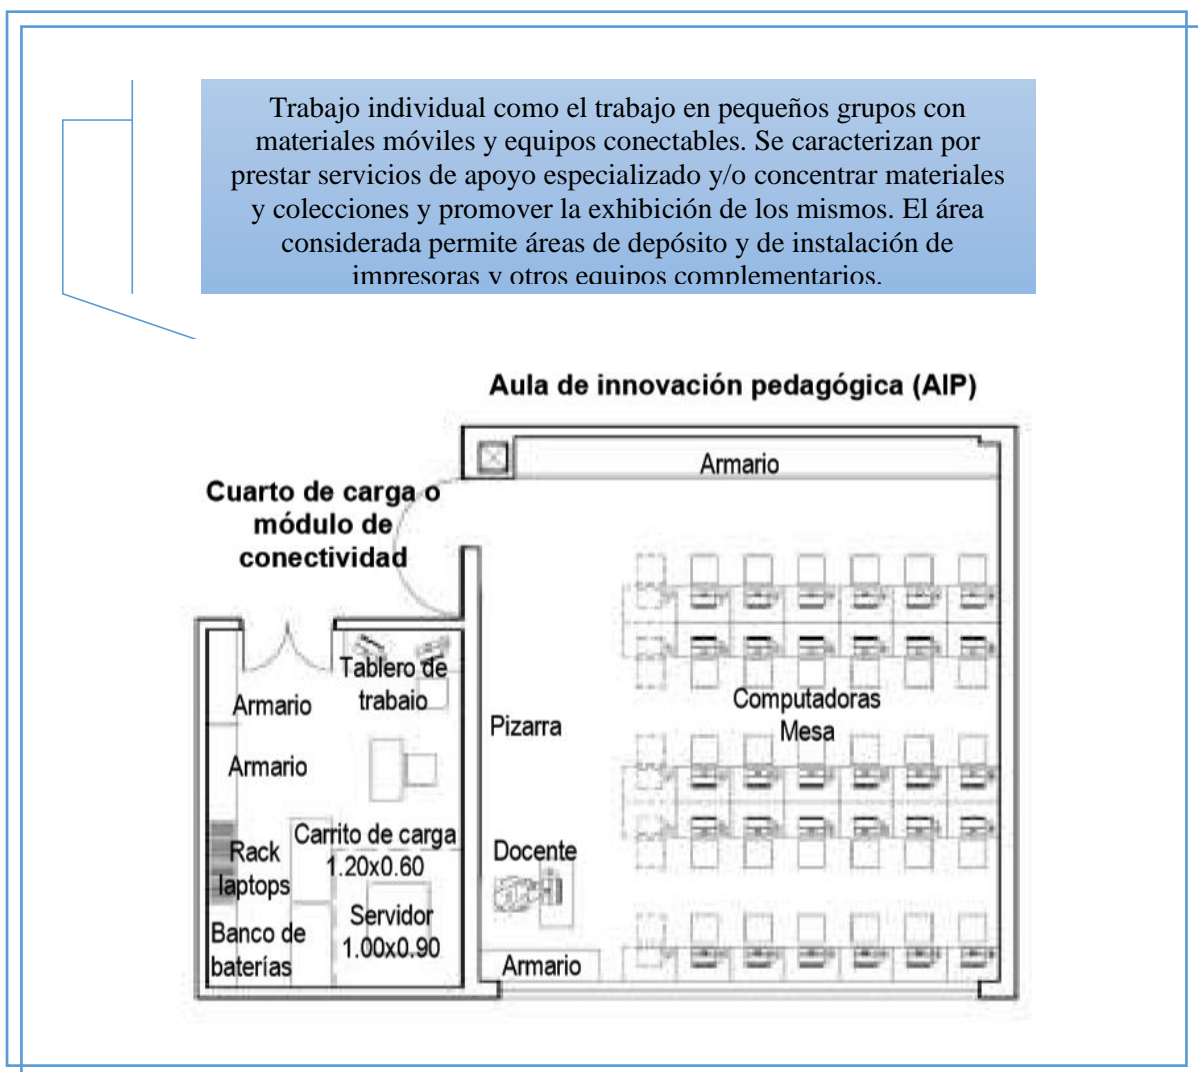 Trabajo individual como el trabajo en pequeños grupos con
materiales móviles y equipos conectables. Se caracterizan por
prestar servicios de apoyo especializado y/o concentrar materiales
y colecciones y promover la exhibición de los mismos. El área
considerada permite áreas de depósito y de instalación de
impresoras y otros equipos complementarios.
Aula de innovación pedagógica (AIP)
Armario
Cuarto de carga o
módulo de
conectividad
Tablero de
trabajo
Armario
Armario
Pizarra
Computadoras
Mesa
Carrito de carga
1.20x0.60
Rack
laptops
Docente
Servidor
1.00x0.90
Banco de
baterías
Armario